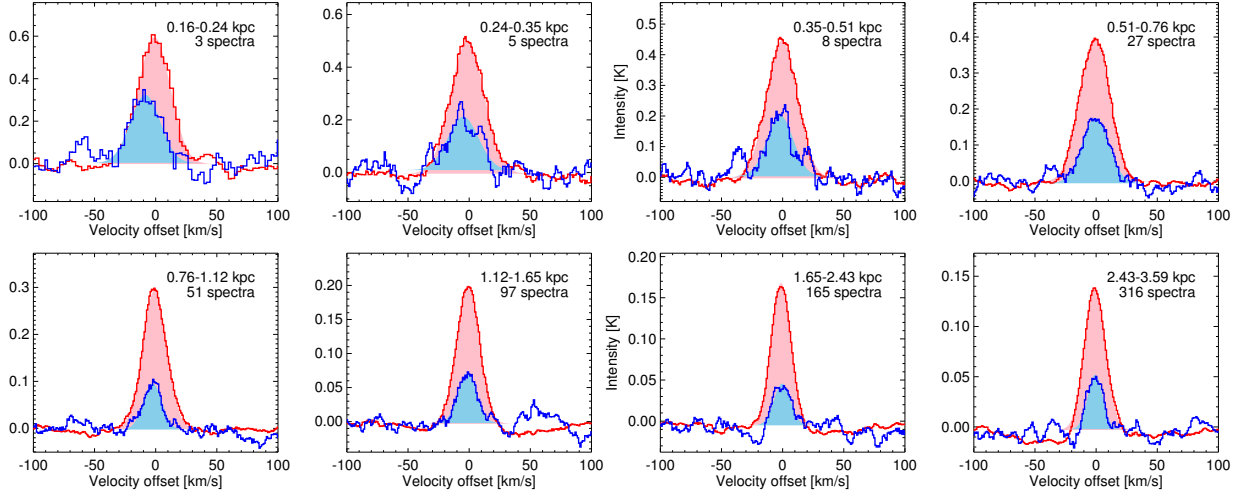 0.16-0.24 kpc
3 spectra
0.6
0.4
0.2
0.0
-100 -50 0 50 100
Velocity offset [km/s]
0.24-0.35 kpc
5 spectra
0.6
0.4
0.2
0.0
-100 -50 0 50 100
Velocity offset [km/s]
0.35-0.51 kpc
8 spectra
Intensity [K]
0.5
0.4
0.3
0.2
0.1
0.0
-100 -50 0 50 100
Velocity offset [km/s]
0.51-0.76 kpc
27 spectra
0.4
0.3
0.2
0.1
0.0
-100 -50 0 50 100
Velocity offset [km/s]
0.76-1.12 kpc
51 spectra
0.3
0.2
0.1
0.0
-100 -50 0 50 100
Velocity offset [km/s]
1.12-1.65 kpc
97 spectra
0.20
0.15
0.10
0.05
0.00
-100 -50 0 50 100
Velocity offset [km/s]
1.65-2.43 kpc
165 spectra
Intensity [K]
0.20
0.15
0.10
0.05
0.00
-100 -50 0 50 100
Velocity offset [km/s]
2.43-3.59 kpc
316 spectra
0.15
0.10
0.05
0.00
-100 -50 0 50 100
Velocity offset [km/s]